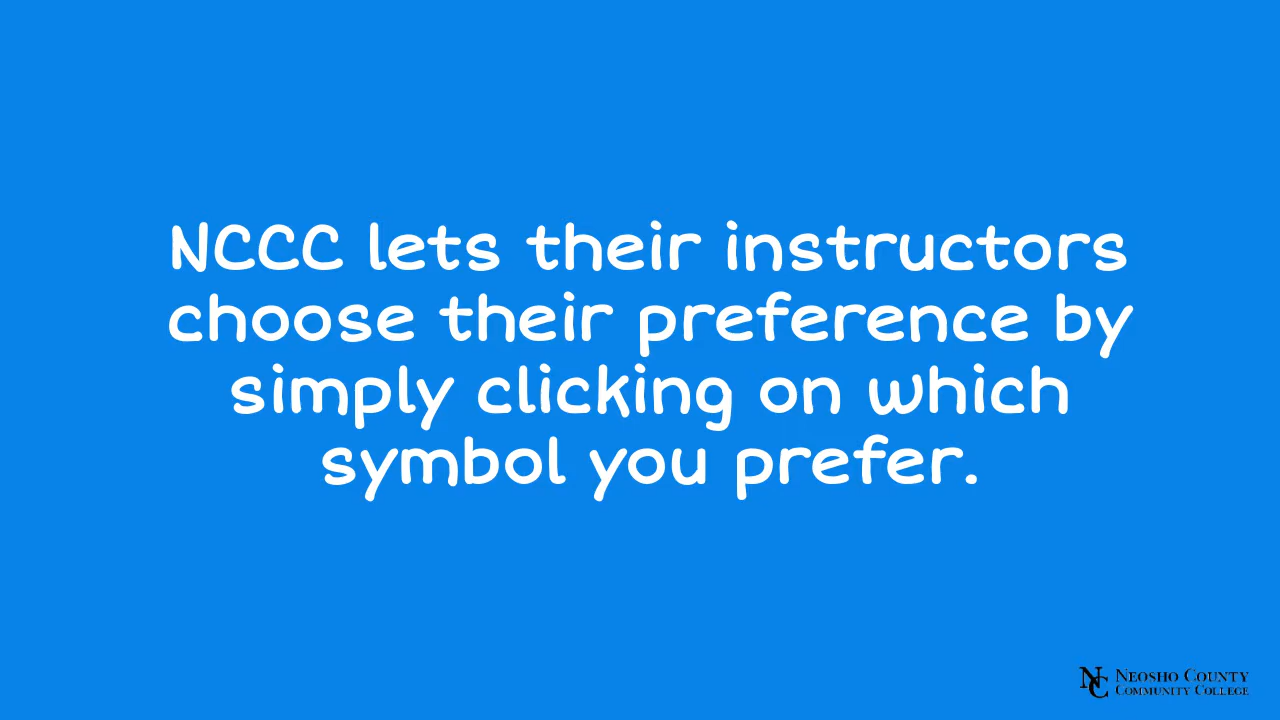 NCCC lets their instructors
choose their preference by
simply clicking on which
symbol you prefer.
NC NEOSHO COUNTY
COMMUNITY COLLEGE